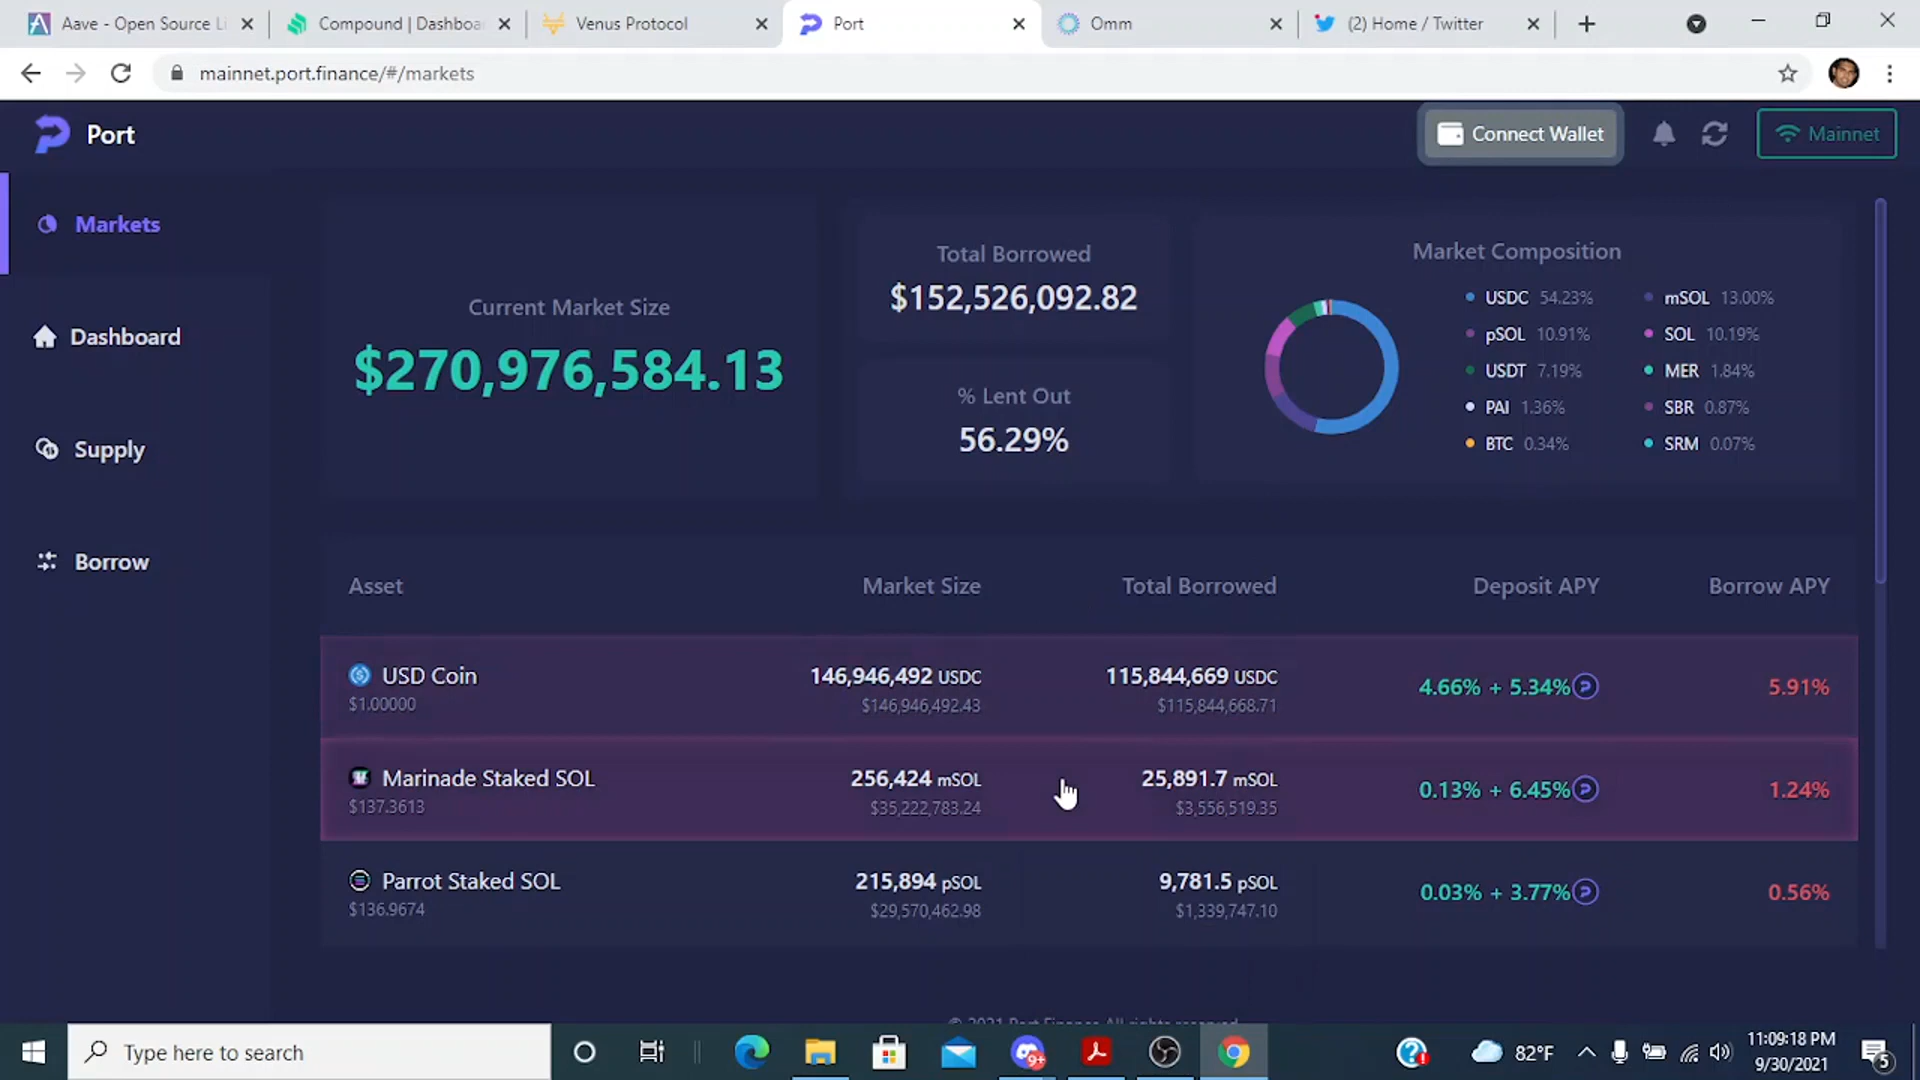 Aave - Open Source Li
Compound | Dashboa
Venus Protocol
Port
Omm
(2) Home / Twitter
mainnet.port.finance/#/markets
Port
Connect Wallet
Mainnet
Markets
Dashboard
Supply
Borrow
Current Market Size
$270,976,584.13
Total Borrowed
$152,526,092.82
% Lent Out
56.29%
Market Composition
USDC 54.23%
mSOL 13.00%
pSOL 10.91%
SOL 10.19%
USDT 7.19%
MER 1.84%
PAI 1.36%
SBR 0.87%
BTC 0.34%
SRM 0.07%
Asset Market Size Total Borrowed Deposit APY Borrow APY
USD Coin 146,946,492 USDC 115,844,669 USDC 4.66% + 5.34% 5.91%
$1.00000 $146,946,492.43 $115,844,668.71
Marinade Staked SOL 256,424 mSOL 25,891.7 mSOL 0.13% + 6.45% 1.24%
$137.3613 $35,222,783.24 $3,556,519.35
Parrot Staked SOL 215,894 pSOL 9,781.5 pSOL 0.03% + 3.77% 0.56%
$136.9674 $29,570,462.98 $1,339,747.10
© 2021 Port Finance All rights reserved
Type here to search
9+
82°F
11:09:18 PM
9/30/2021
5